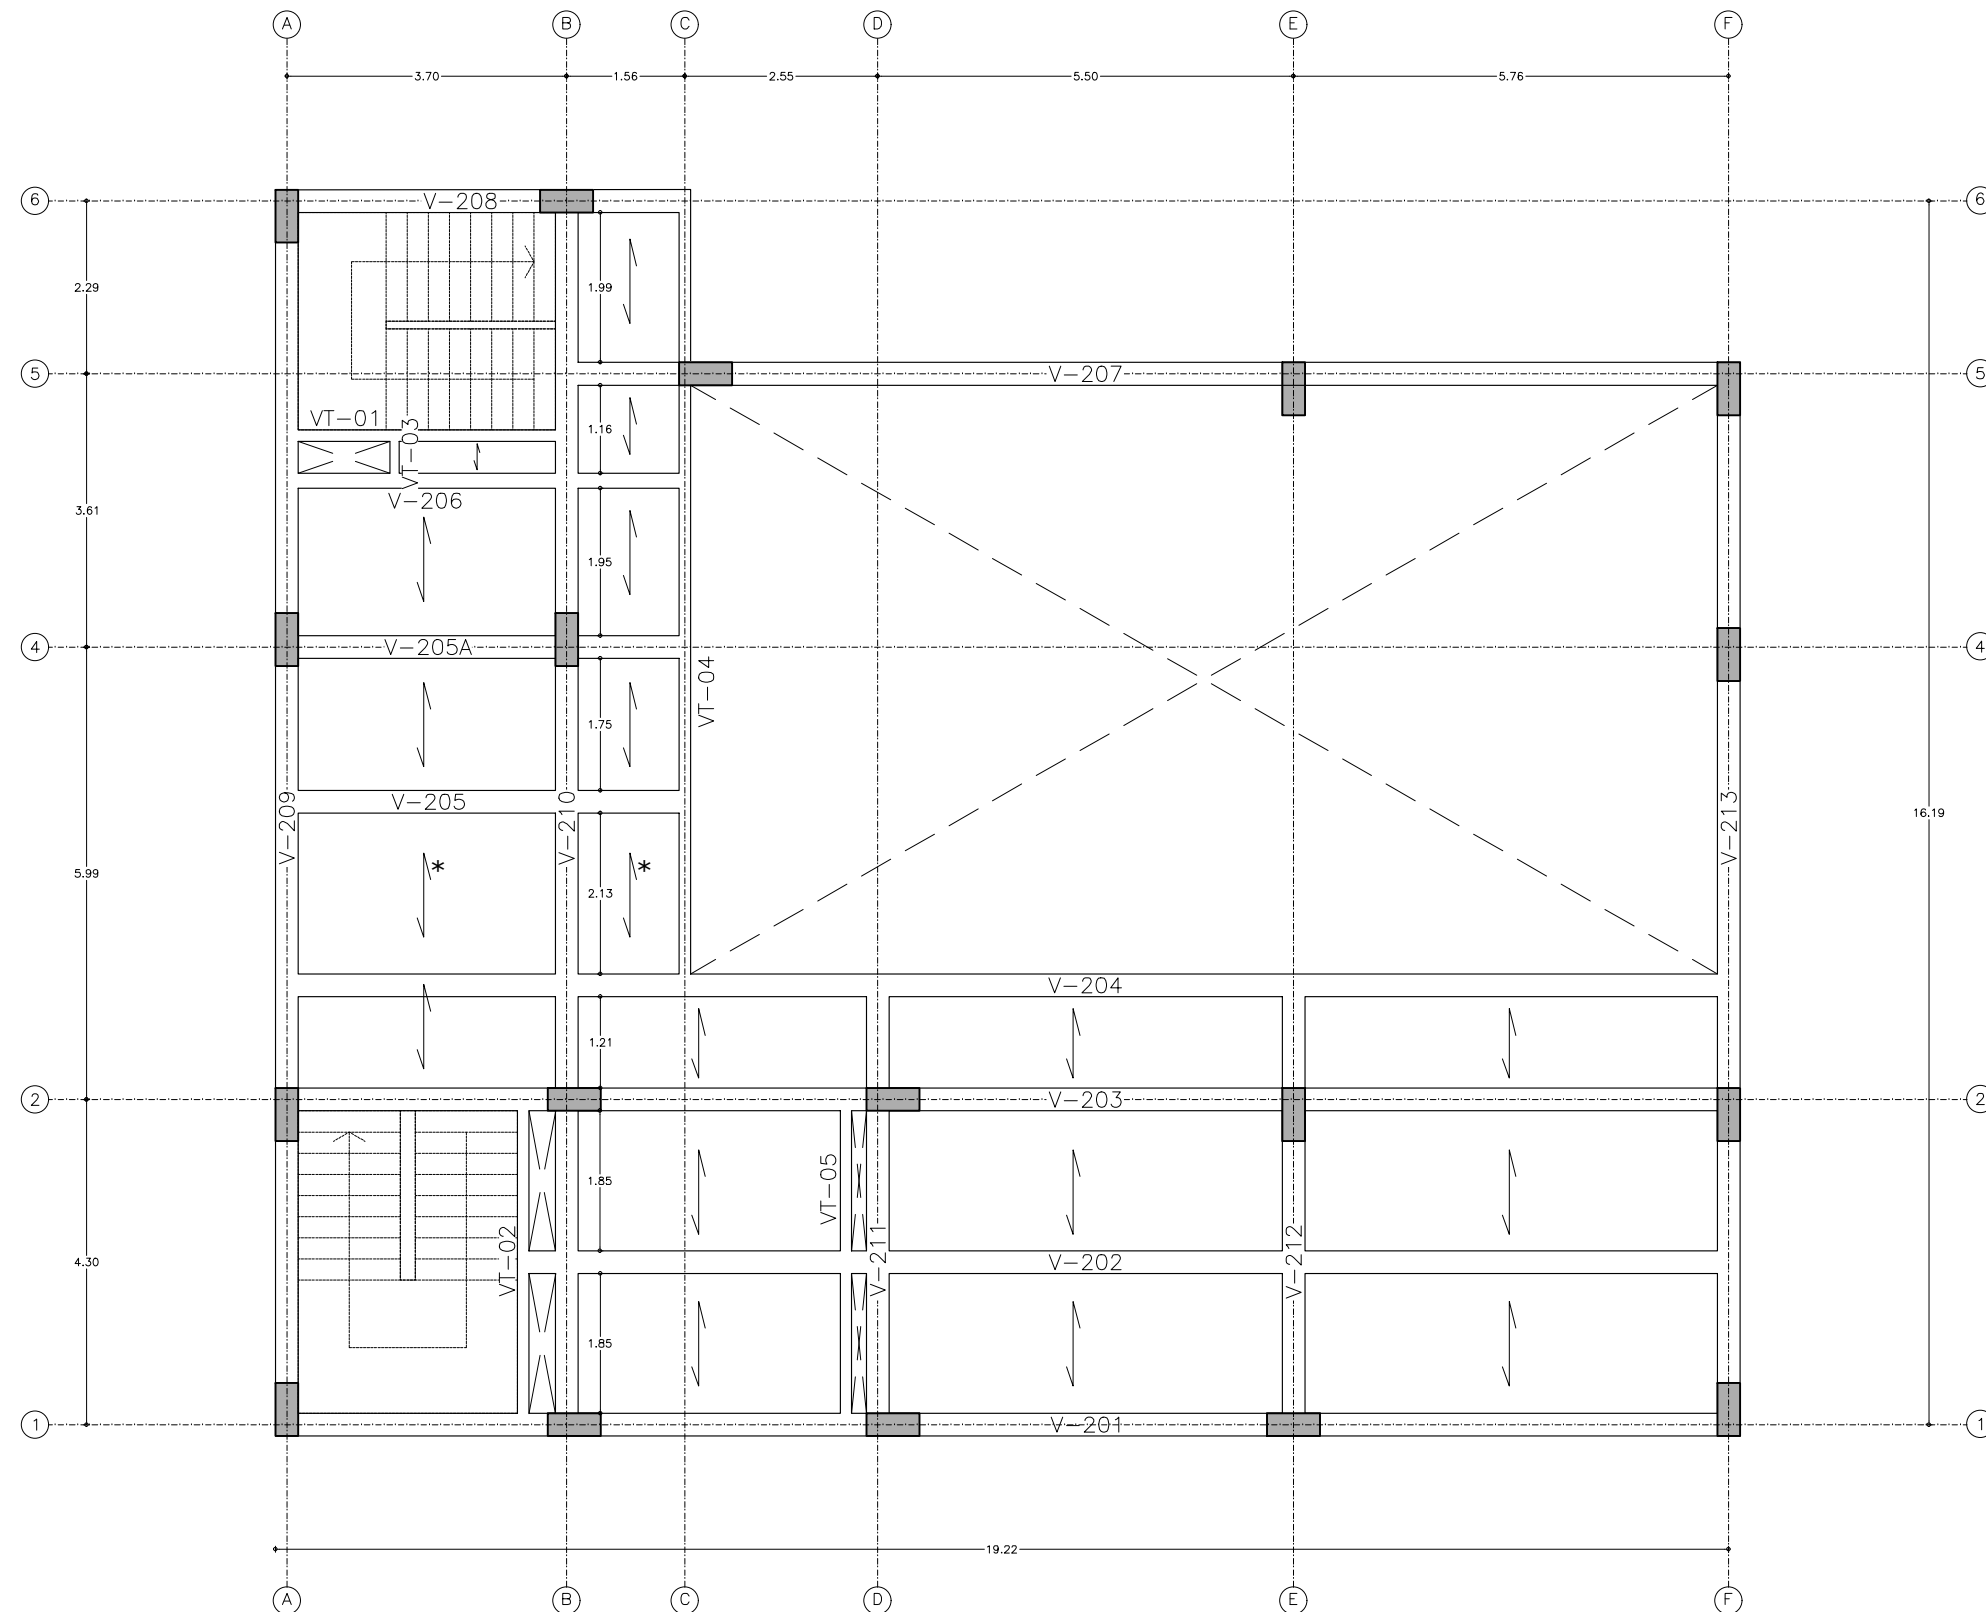 A B C D E F
3.70 1.56 2.55 5.50 5.76
6 V-208 6
2.29 1.99
5 V-207 5
VT-01 VT-03 1.16
V-206
3.61 1.95
4 V-205A 4
VT-04
1.75
V-205
V-209 V-210 V-213 16.19
* *
5.99 2.13
V-204
1.21
2 V-203 2
VT-05 1.85
VT-02 V-211 V-212
4.30 V-202
1.85
1 V-201 1
19.22
A B C D E F